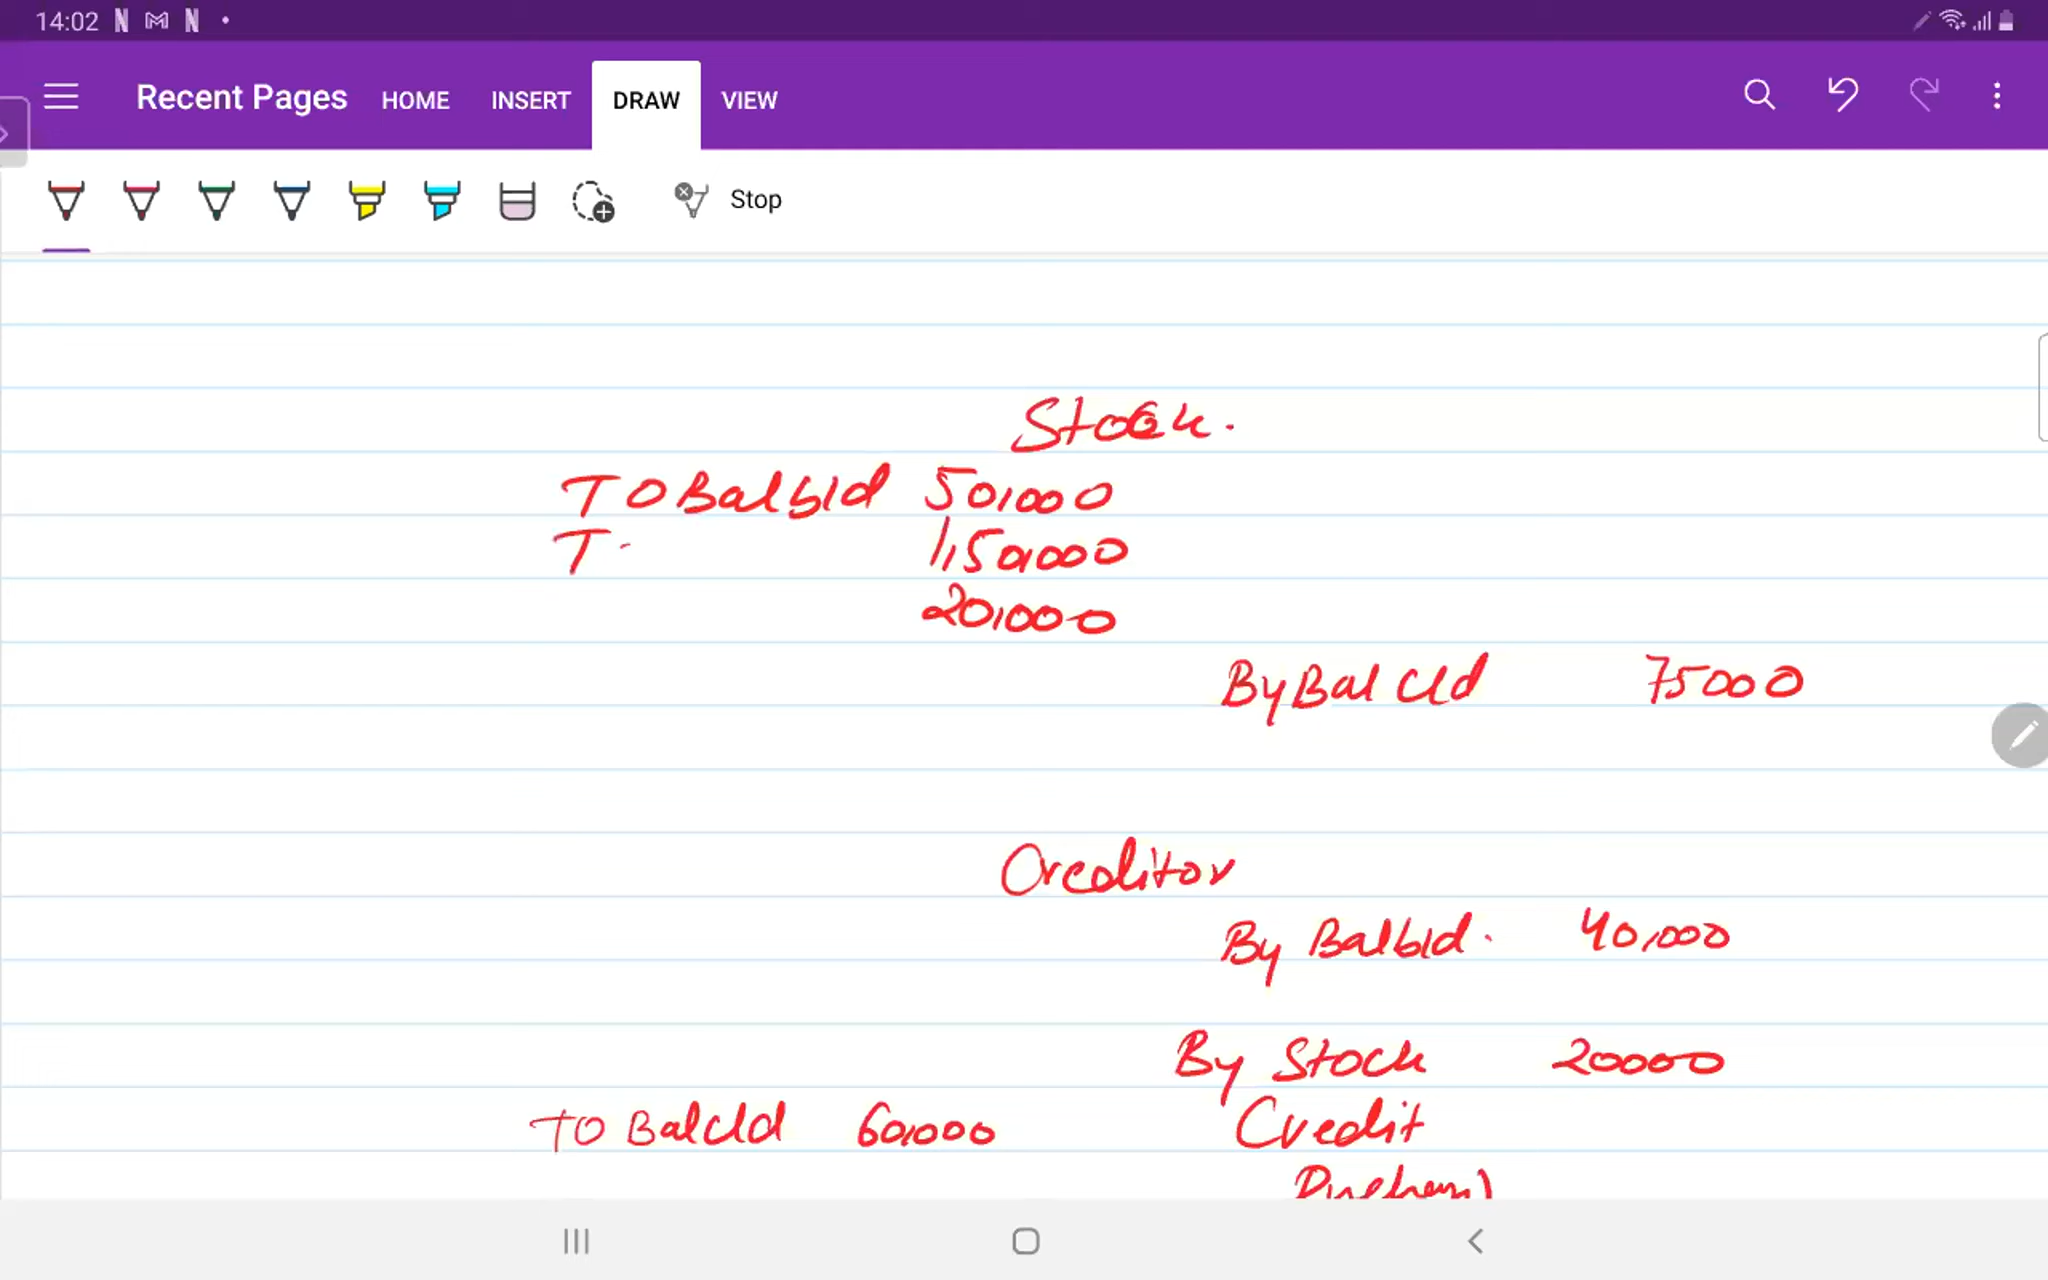 14:02
Recent Pages HOME INSERT DRAW VIEW
Stop
Stock.
TO Bal b/d 50,000
T 1,50,000
20,000
By Bal c/d 75000
Creditor
By Bal b/d. 40,000
By Stock 20000
TO Bal c/d 60,000 Credit